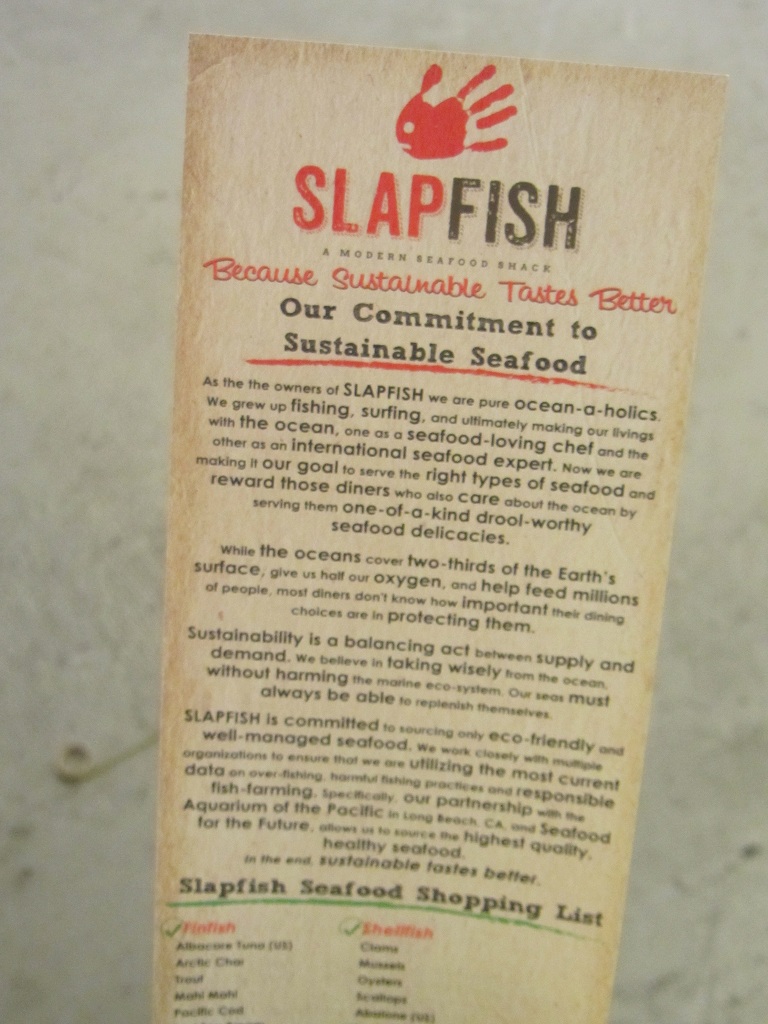 SLAPFISH
A MODERN SEAFOOD SHACK
Because Sustainable Tastes Better
Our Commitment to
Sustainable Seafood
As the the owners of SLAPFISH we are pure ocean-a-holics.
We grew up fishing, surfing, and ultimately making our livings
with the ocean, one as a seafood-loving chef and the
other as an international seafood expert. Now we are
making it our goal to serve the right types of seafood and
reward those diners who also care about the ocean by
serving them one-of-a-kind drool-worthy
seafood delicacies.
While the oceans cover two-thirds of the Earth's
surface, give us half our oxygen, and help feed millions
of people, most diners don't know how important their dining
choices are in protecting them.
Sustainability is a balancing act between supply and
demand. We believe in taking wisely from the ocean,
without harming the marine eco-system. Our seas must
always be able to replenish themselves.
SLAPFISH is committed to sourcing only eco-friendly and
well-managed seafood. We work closely with multiple
organizations to ensure that we are utilizing the most current
data on over-fishing, harmful fishing practices and responsible
fish-farming. Specifically, our partnership with the
Aquarium of the Pacific in Long Beach, CA, and Seafood
for the Future, allows us to source the highest quality,
healthy seafood.
In the end, sustainable tastes better.
Slapfish Seafood Shopping List
Finfish
Albacore Tuna (US)
Arctic Char
Trout
Mahi Mahi
Pacific Cod
Shellfish
Clams
Mussels
Oysters
Scallops
Abalone (US)